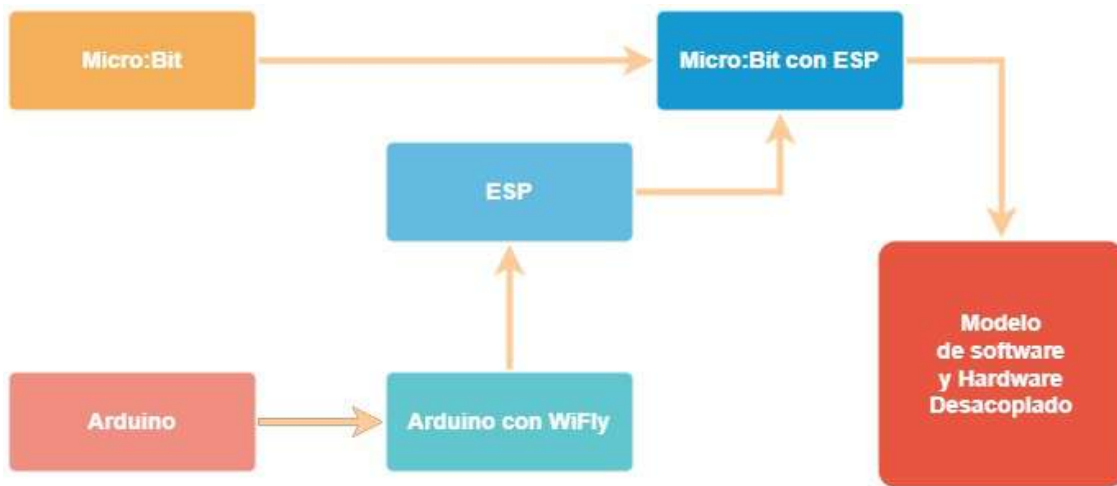 Micro:Bit
Micro:Bit con ESP
ESP
Modelo
de software
y Hardware
Desacoplado
Arduino
Arduino con WiFly